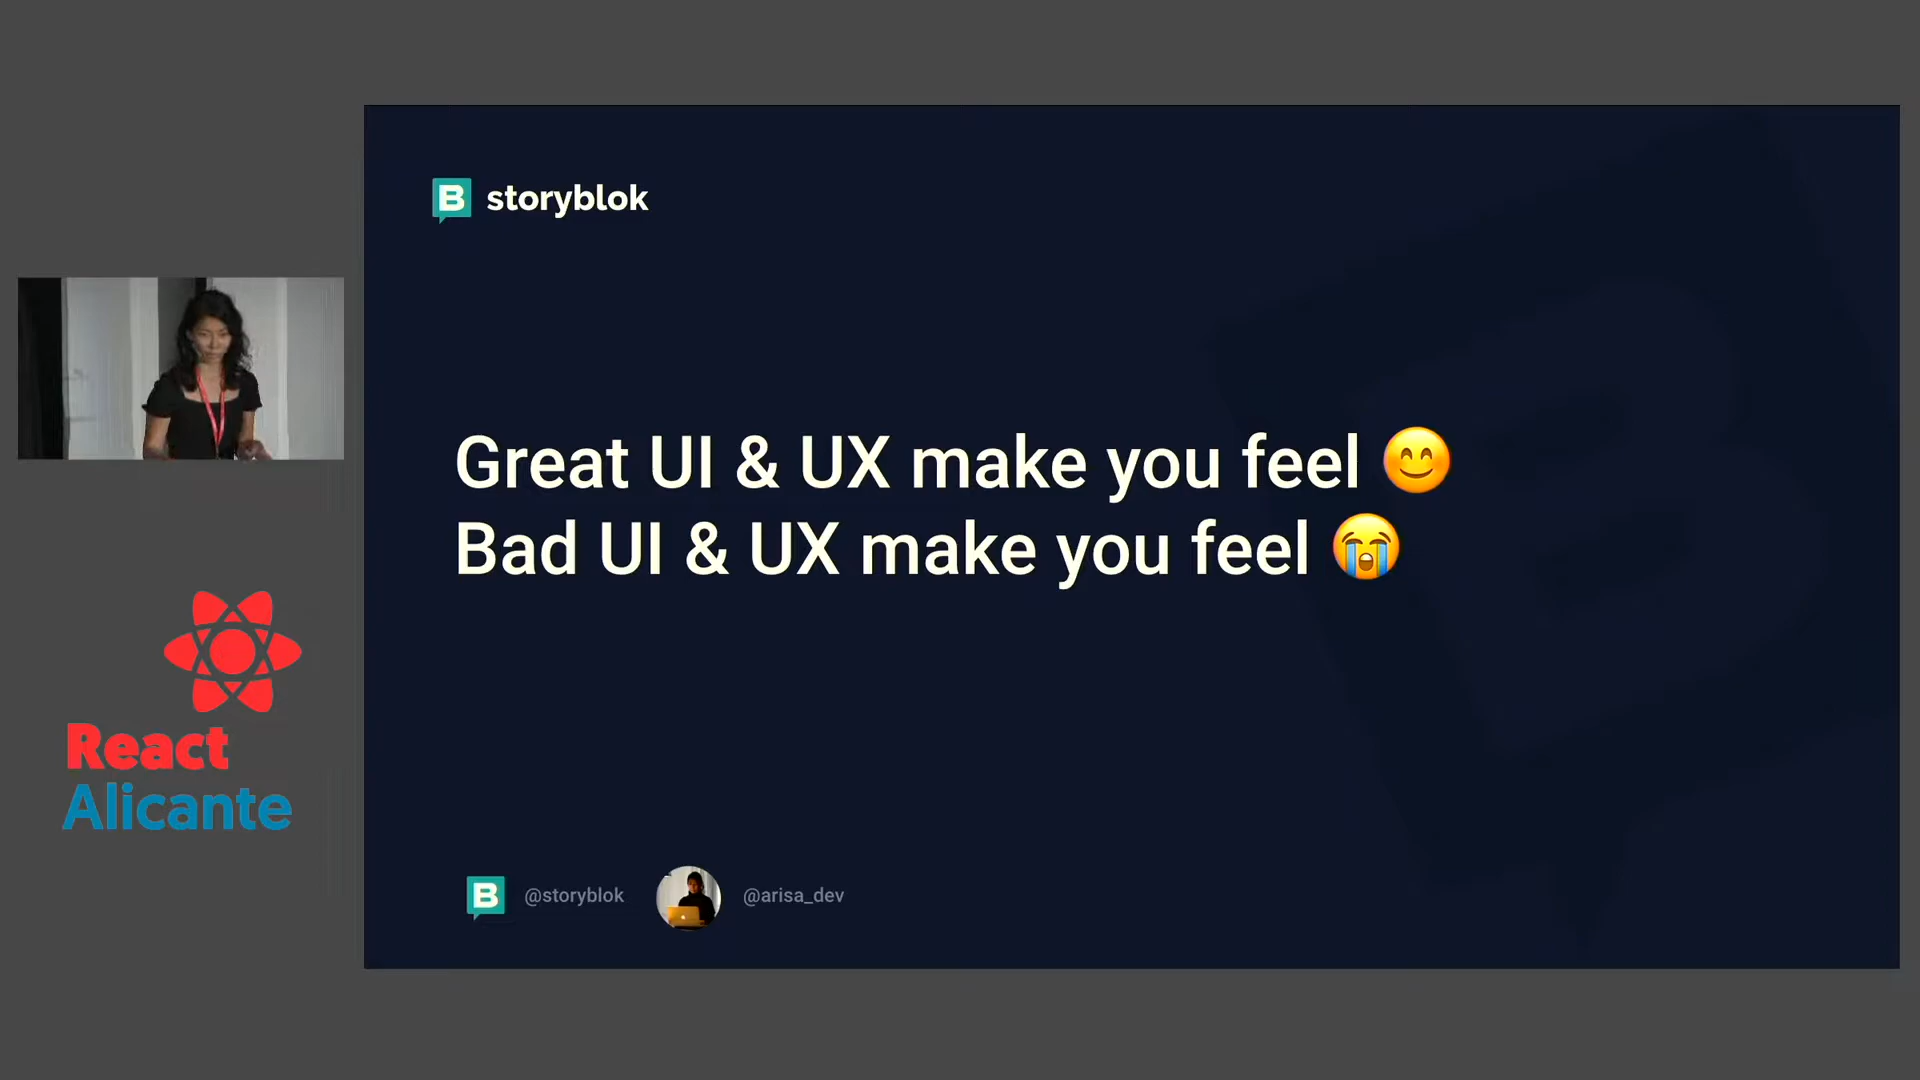 storyblok
Great UI & UX make you feel 😊
Bad UI & UX make you feel 😭
@storyblok
@arisa_dev
React
Alicante